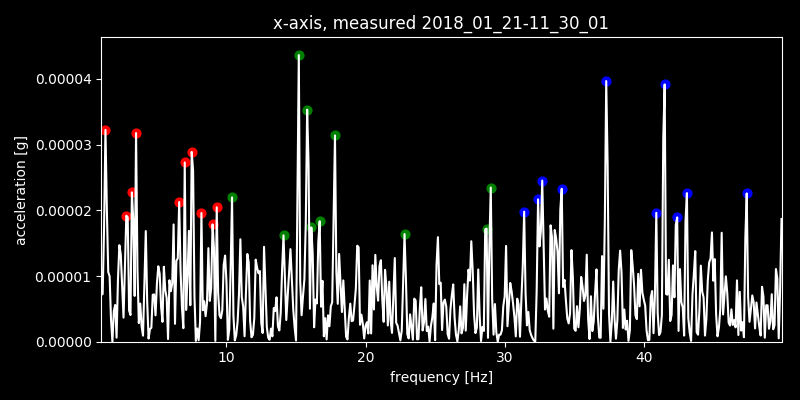 x-axis, measured 2018_01_21-11_30_01
0.00004
0.00003
0.00002
0.00001
0.00000
acceleration [g]
10 20 30 40
frequency [Hz]